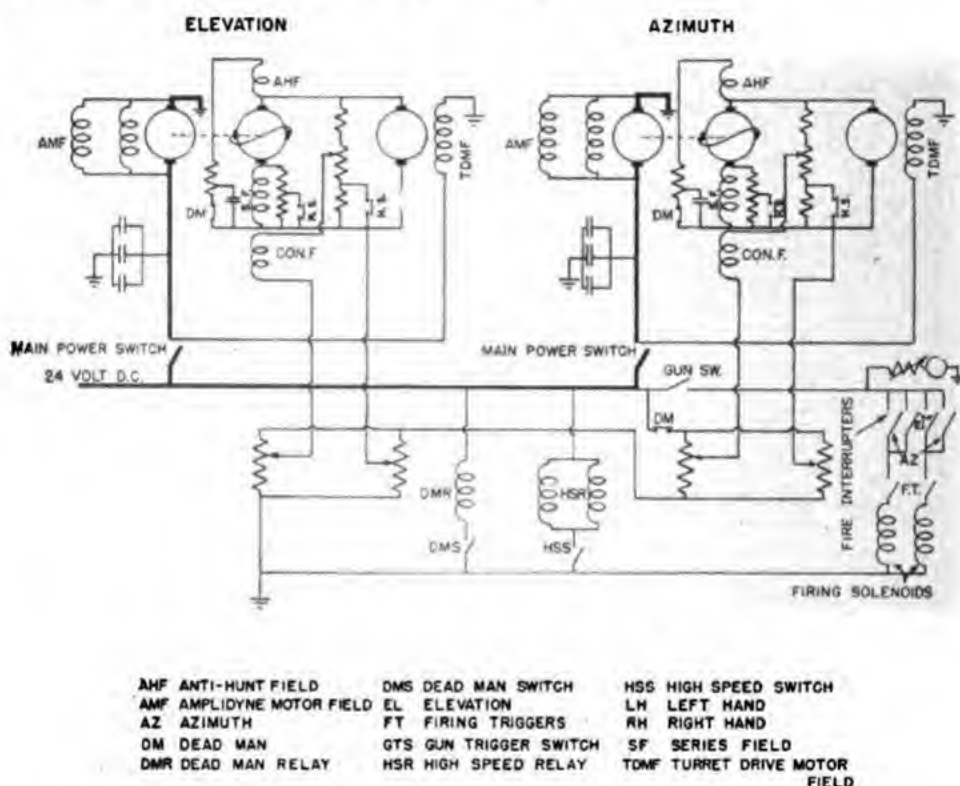 ELEVATION
AZIMUTH
AHF
AHF
AMF
AMF
TDMF
TDMF
DM
S.F.
H.S.
DM
S.F.
H.S.
CON.F.
CON.F.
MAIN POWER SWITCH
MAIN POWER SWITCH
24 VOLT D.C.
GUN SW.
DM
FIRE INTERRUPTERS
AZ
DMR
HSR
F.T.
DMS
HSS
FIRING SOLENOIDS
AHF ANTI-HUNT FIELD DMS DEAD MAN SWITCH HSS HIGH SPEED SWITCH
AMF AMPLIDYNE MOTOR FIELD EL ELEVATION LH LEFT HAND
AZ AZIMUTH FT FIRING TRIGGERS RH RIGHT HAND
DM DEAD MAN GTS GUN TRIGGER SWITCH SF SERIES FIELD
DMR DEAD MAN RELAY HSR HIGH SPEED RELAY TDMF TURRET DRIVE MOTOR
FIELD